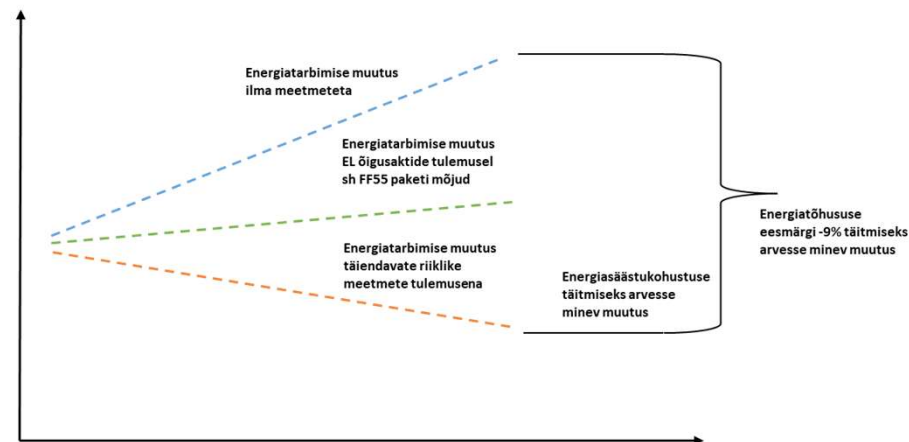 Energiatarbimise muutus
ilma meetmeteta
Energiatarbimise muutus
EL õigusaktide tulemusel
sh FF55 paketi mõjud
Energiatarbimise muutus
täiendavate riiklike
meetmete tulemusena
Energiasäästukohustuse
täitmiseks arvesse
minev muutus
Energiatõhususe
eesmärgi -9% täitmiseks
arvesse minev muutus